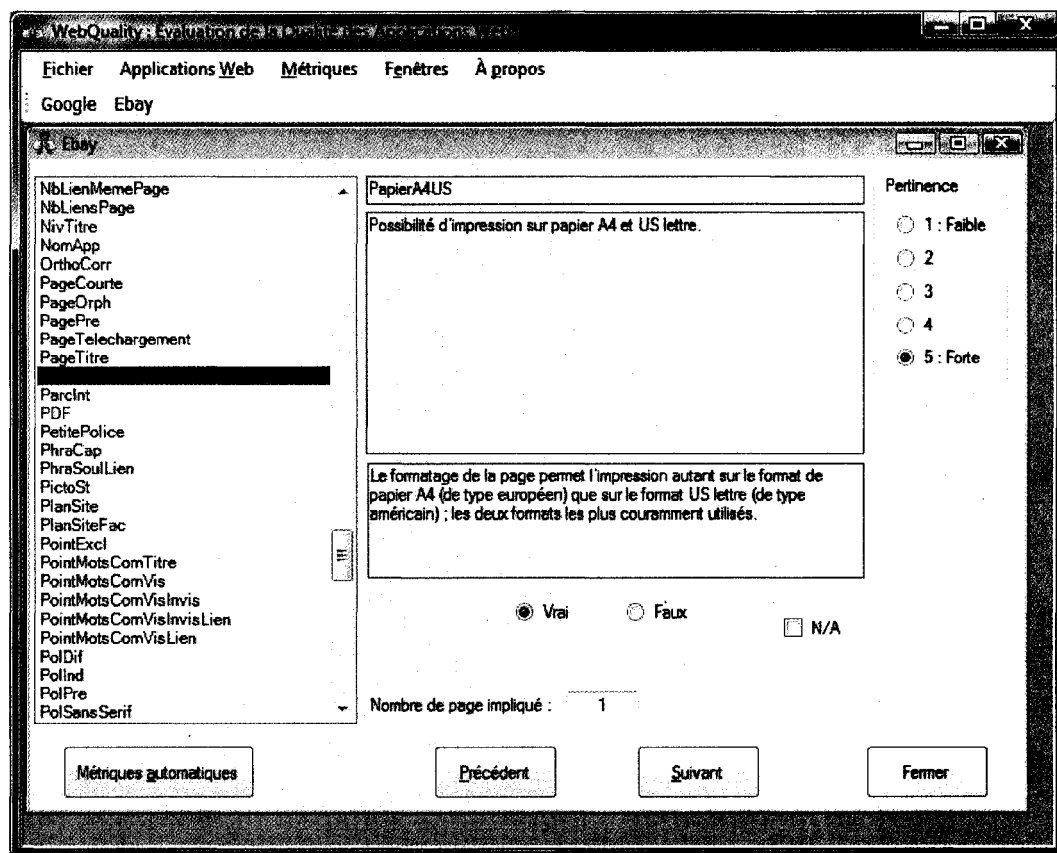 WebQuality : Evaluation de la Qualité des Applications Web
Fichier Applications Web Métriques Fenêtres À propos
Google Ebay
Ebay
NbLienMemePage
NbLiensPage
NivTitre
NomApp
OrthoCorr
PageCourte
PageOrph
PagePre
PageTelechargement
PageTitre
ParcInt
PDF
PetitePolice
PhraCap
PhraSoulLien
PictoSt
PlanSite
PlanSiteFac
PointExcl
PointMotsComTitre
PointMotsComVis
PointMotsComVisInvis
PointMotsComVisInvisLien
PointMotsComVisLien
PolDif
PolInd
PolPre
PolSansSerif
PapierA4US
Possibilité d'impression sur papier A4 et US lettre.
Le formatage de la page permet l'impression autant sur le format de
papier A4 (de type européen) que sur le format US lettre (de type
américain) ; les deux formats les plus couramment utilisés.
Vrai Faux N/A
Nombre de page impliqué : 1
Pertinence
1 : Faible
2
3
4
5 : Forte
Métriques automatiques Précédent Suivant Fermer